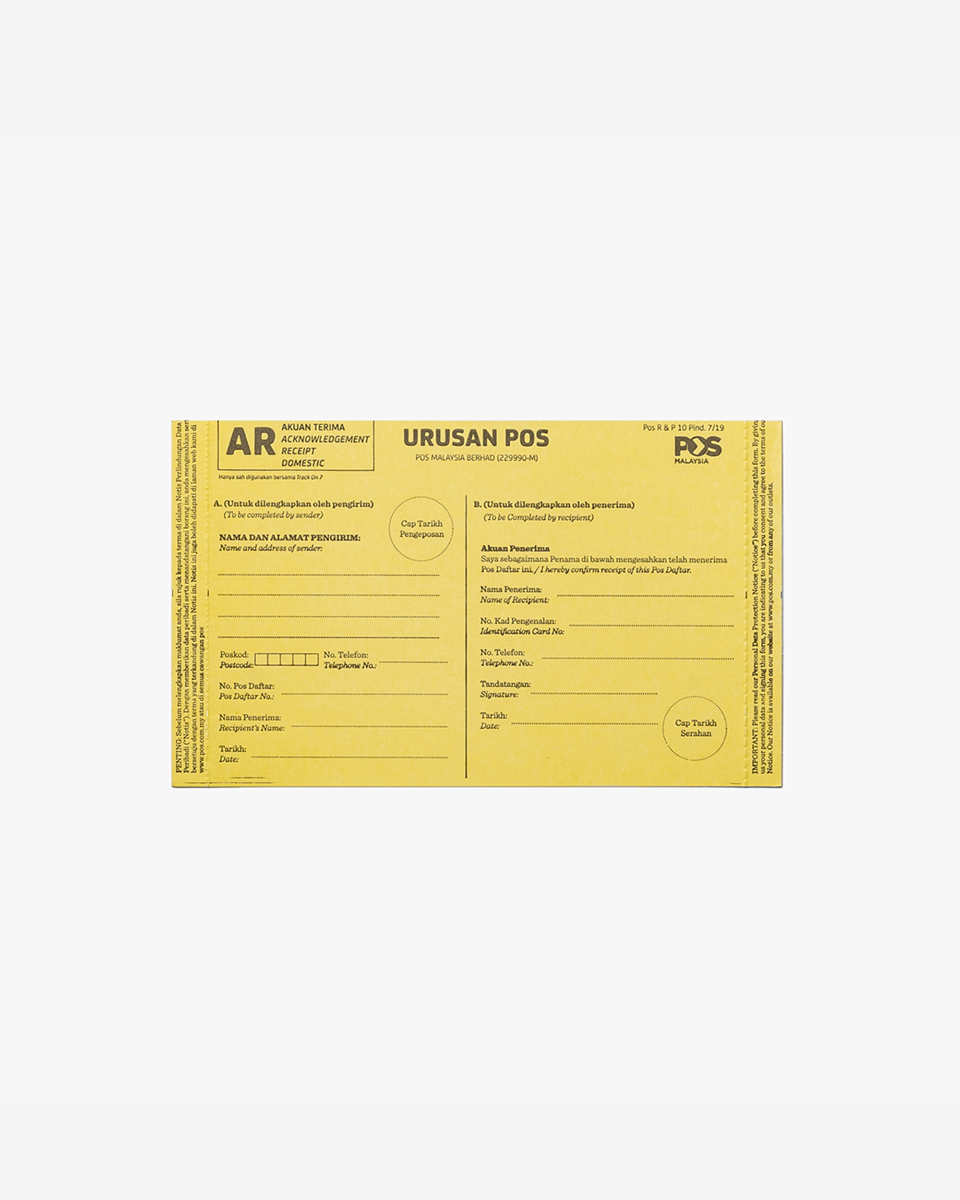 AR
AKUAN TERIMA
ACKNOWLEDGEMENT
RECEIPT
DOMESTIC
Hanya sah digunakan bersama Track Un 7
URUSAN POS
POS MALAYSIA BERHAD (229990-M)
Pos R & P 10 Pind. 7/19
POS
MALAYSIA
A. (Untuk dilengkapkan oleh pengirim)
(To be completed by sender)
Cap Tarikh
Pengeposan
NAMA DAN ALAMAT PENGIRIM:
Name and address of sender:
Poskod:
Postcode:
No. Telefon:
Telephone No.:
No. Pos Daftar:
Pos Daftar No.:
Nama Penerima:
Recipient's Name:
Tarikh:
Date:
B. (Untuk dilengkapkan oleh penerima)
(To be Completed by recipient)
Akuan Penerima
Saya sebagaimana Penama di bawah mengesahkan telah menerima
Pos Daftar ini. / I hereby confirm receipt of this Pos Daftar.
Nama Penerima:
Name of Recipient:
No. Kad Pengenalan:
Identification Card No:
No. Telefon:
Telephone No.:
Tandatangan:
Signature:
Tarikh:
Date:
Cap Tarikh
Serahan
PENTING: Sebelum melengkapkan maklumat anda, sila rujuk kepada terma di dalam Notis Perlindungan Data
Peribadi ("Notis"). Dengan memberikan data peribadi serta menandatangani borang ini, anda mengesahkan
bersetuju dengan terma yang terkandung di dalam Notis ini. Notis ini juga boleh didapati di laman web kami di
www.pos.com.my atau di semua cawangan pos
IMPORTANT: Please read our Personal Data Protection Notice ("Notice") before completing this form. By
us your personal data and signing this form, you are indicating to us that you consent and agree to the terms of
Notice. Our Notice is available on our website at www.pos.com.my or from any of our outlets.